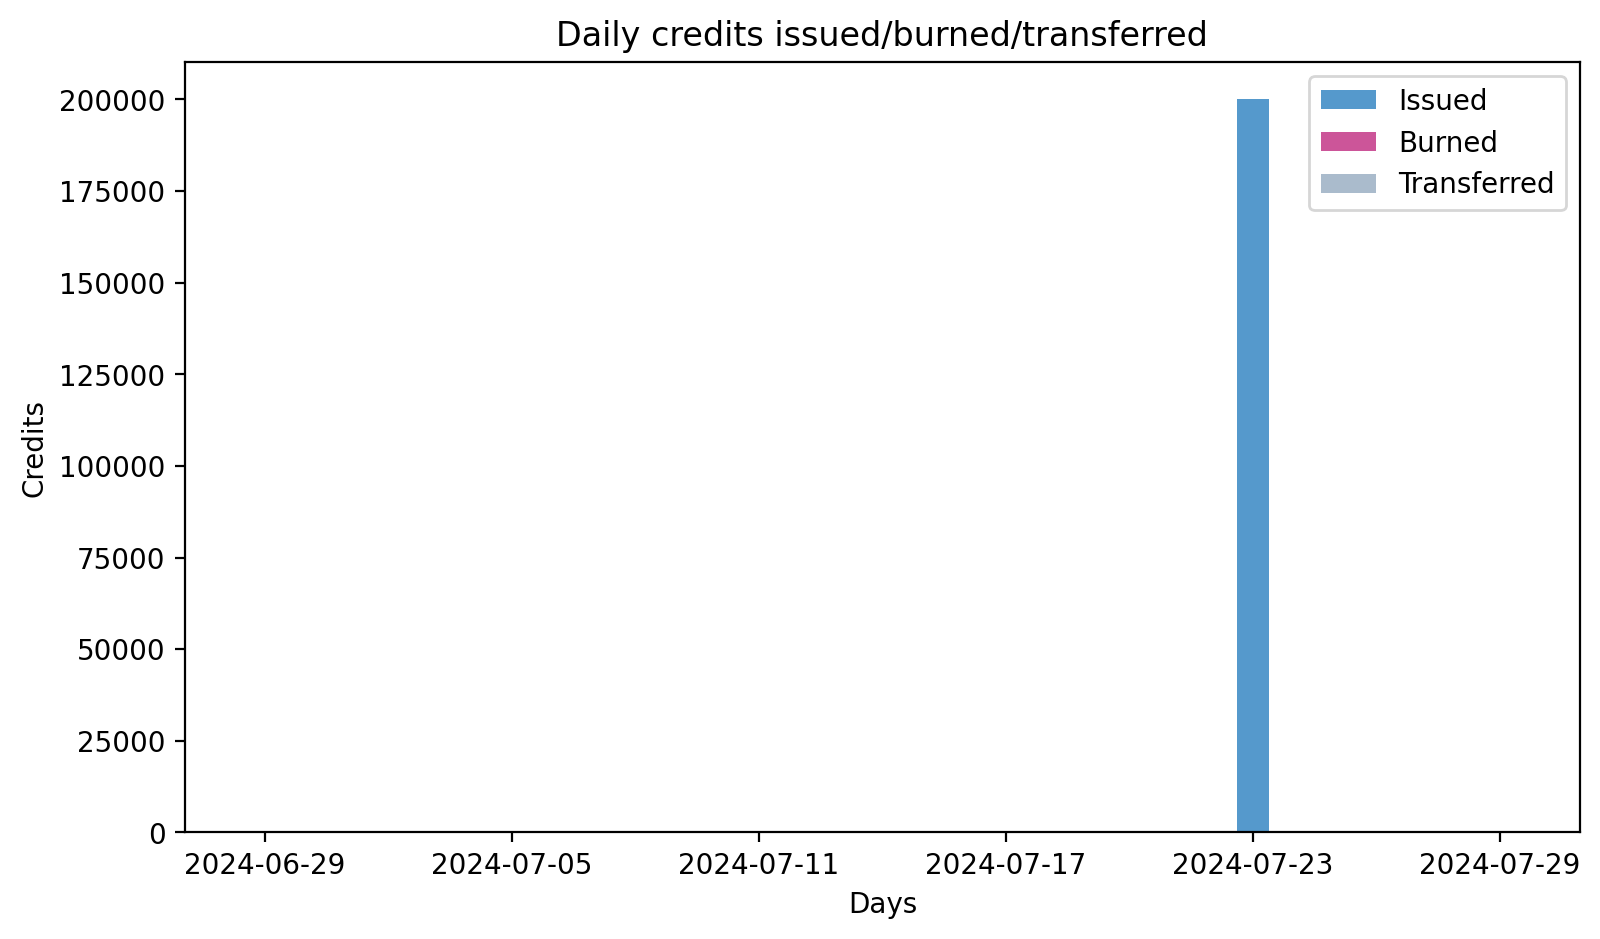 Daily credits issued/burned/transferred
Issued
Burned
Transferred
200000
175000
150000
125000
100000
75000
50000
25000
0
Credits
2024-06-29
2024-07-05
2024-07-11
2024-07-17
2024-07-23
2024-07-29
Days